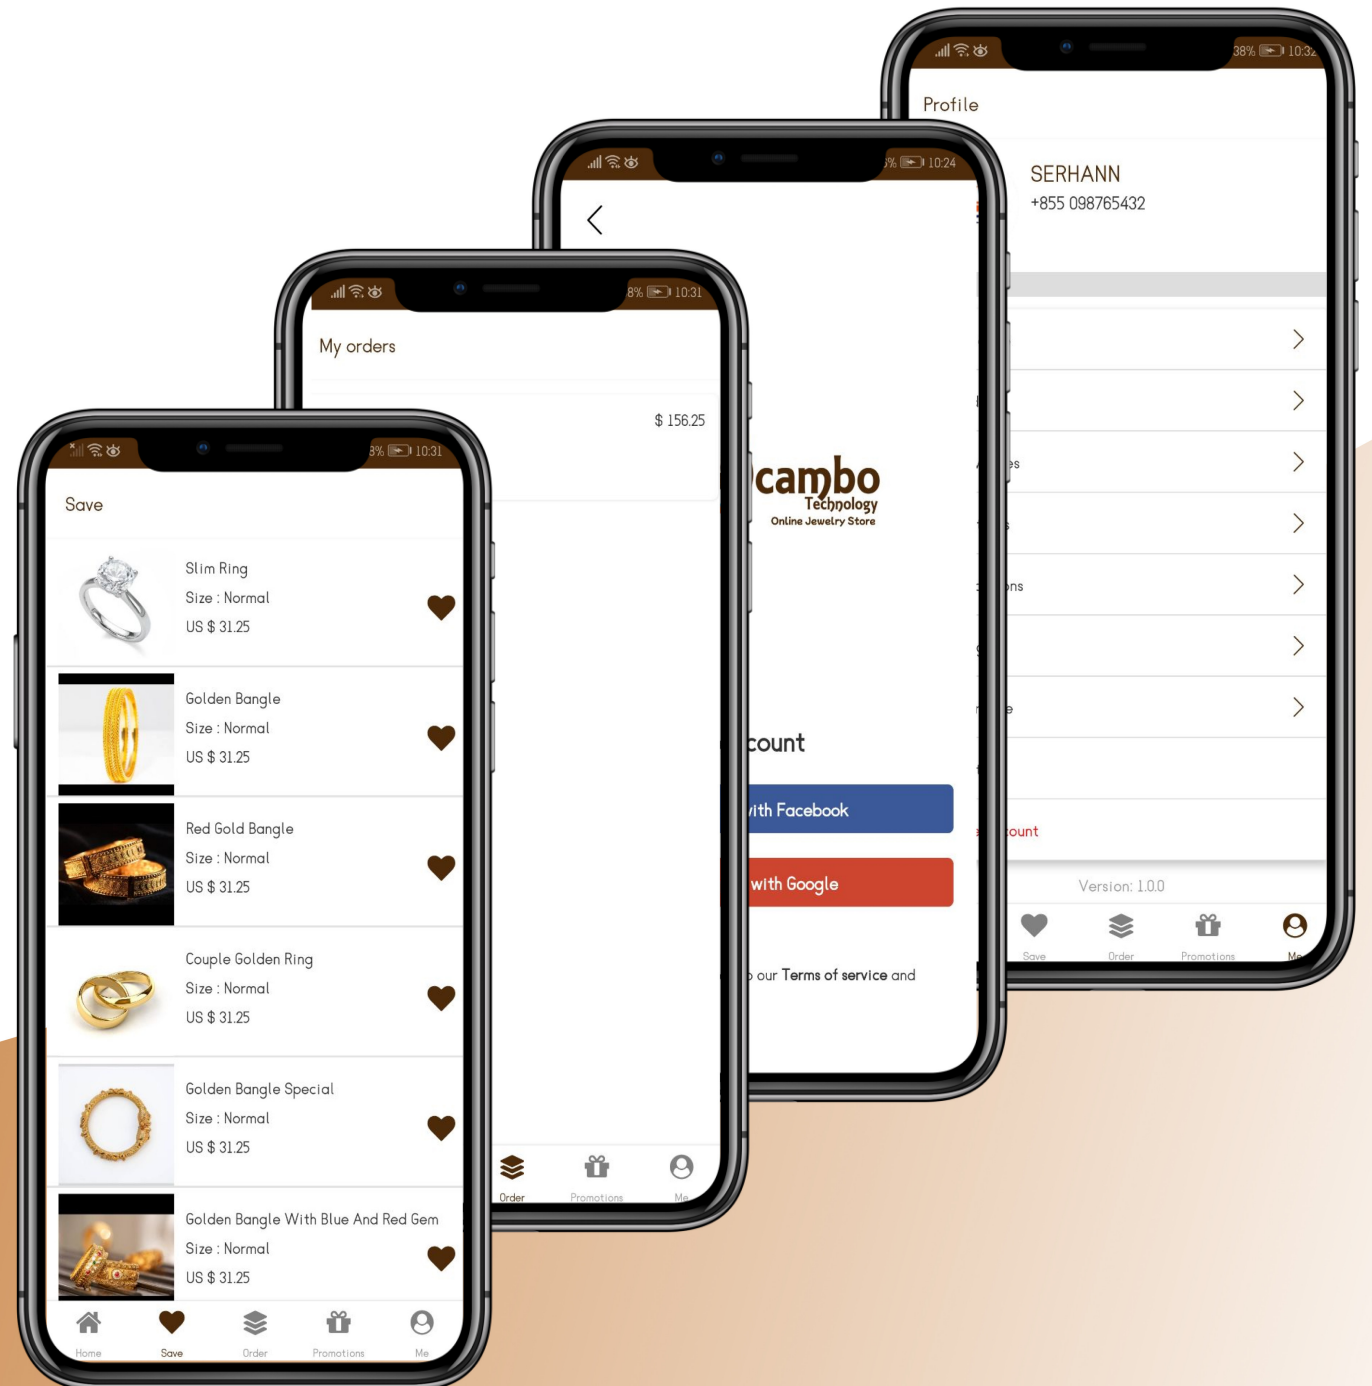 10:31
Save
Slim Ring
Size : Normal
US $ 31.25
Golden Bangle
Size : Normal
US $ 31.25
Red Gold Bangle
Size : Normal
US $ 31.25
Couple Golden Ring
Size : Normal
US $ 31.25
Golden Bangle Special
Size : Normal
US $ 31.25
Golden Bangle With Blue And Red Gem
Size : Normal
US $ 31.25
Home Save Order Promotions Me
8% 10:31
My orders
$ 156.25
Order Promotions Me
10:24
cambo
Technology
Online Jewelry Store
count
with Facebook
with Google
our Terms of service and
38% 10:32
Profile
SERHANN
+855 098765432
es
s
ons
e
ount
Version: 1.0.0
Save Order Promotions Me